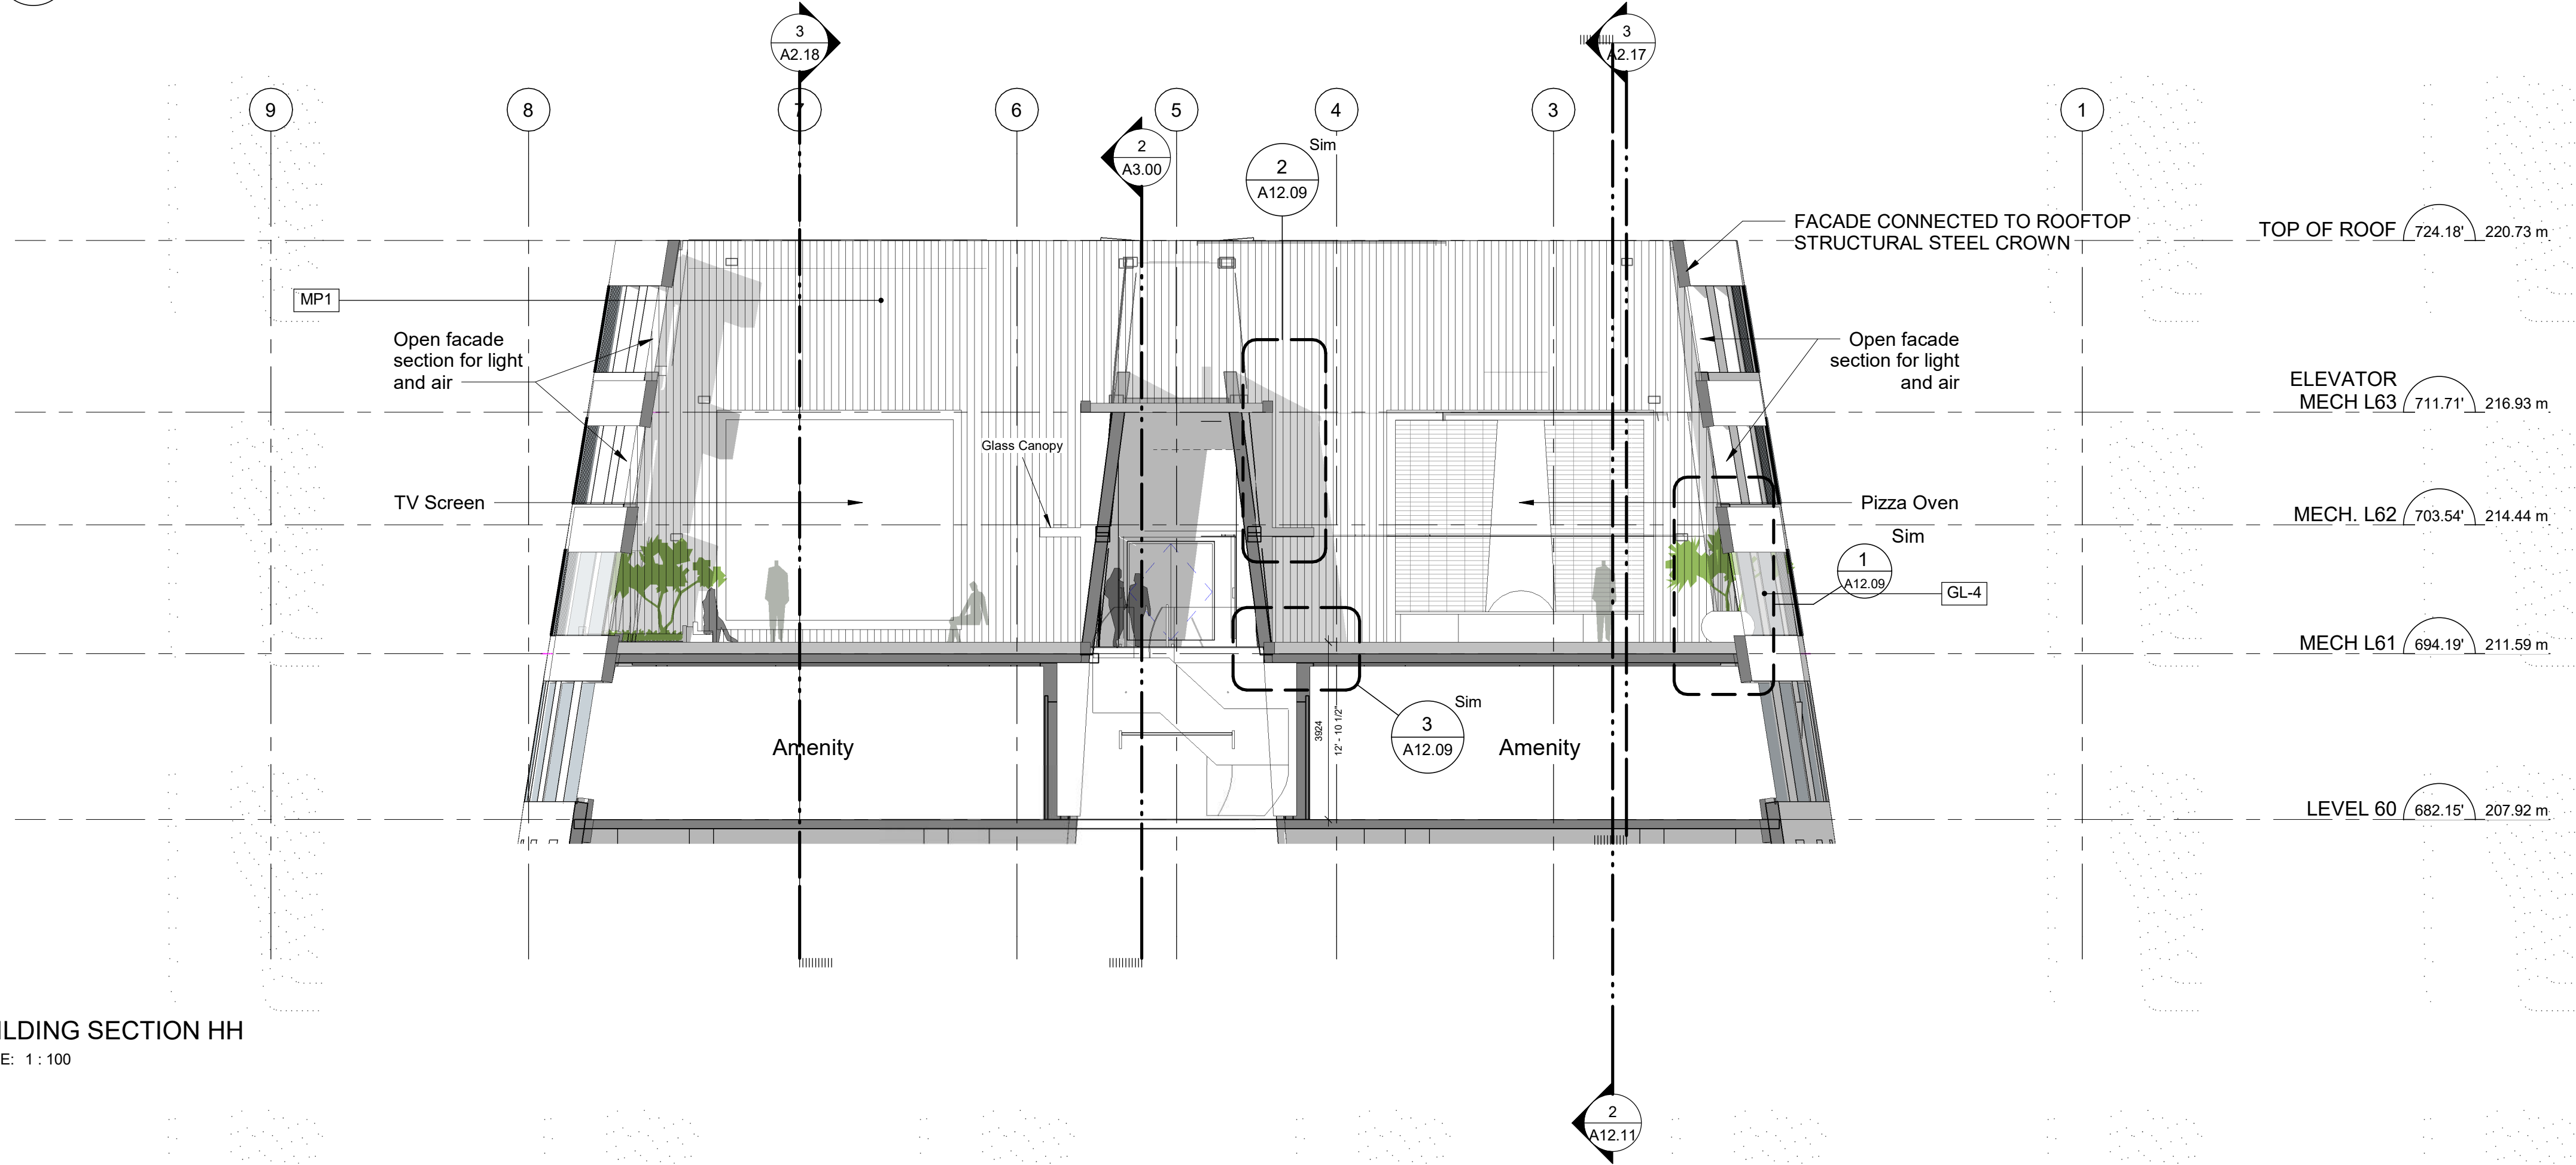 3
A2.18
3
A2.17
9
8
7
6
5
4
3
1
2
A3.00
Sim
2
A12.09
FACADE CONNECTED TO ROOFTOP
STRUCTURAL STEEL CROWN
TOP OF ROOF 724.18' 220.73 m
MP1
Open facade
section for light
and air
Open facade
section for light
and air
ELEVATOR
MECH L63 711.71' 216.93 m
Glass Canopy
TV Screen
Pizza Oven
MECH. L62 703.54' 214.44 m
Sim
1
A12.09
GL-4
MECH L61 694.19' 211.59 m
Sim
3
A12.09
3924
12' - 10 1/2"
Amenity
Amenity
LEVEL 60 682.15' 207.92 m
ILDING SECTION HH
E: 1 : 100
2
A12.11